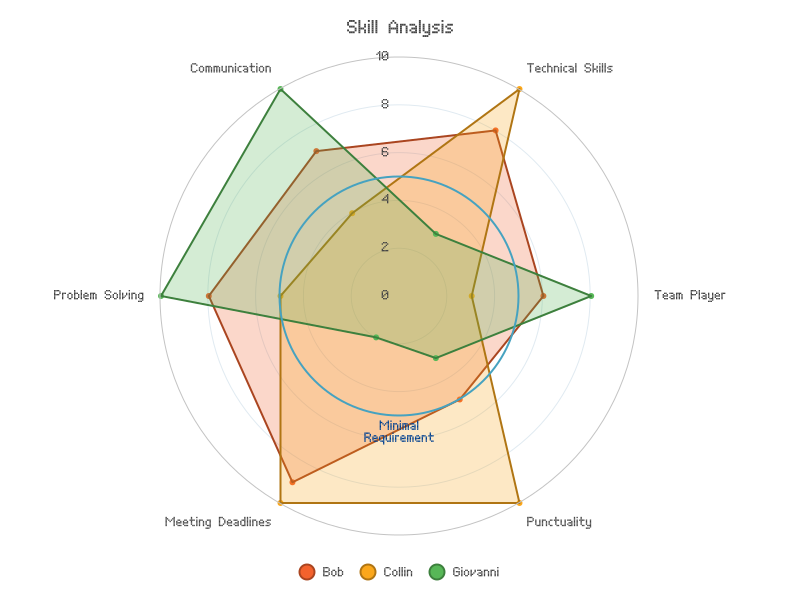 Skill Analysis
10
Communication
Technical Skills
8
6
4
2
Problem Solving
0
Team Player
Minimal
Requirement
Meeting Deadlines
Punctuality
Bob
Collin
Giovanni